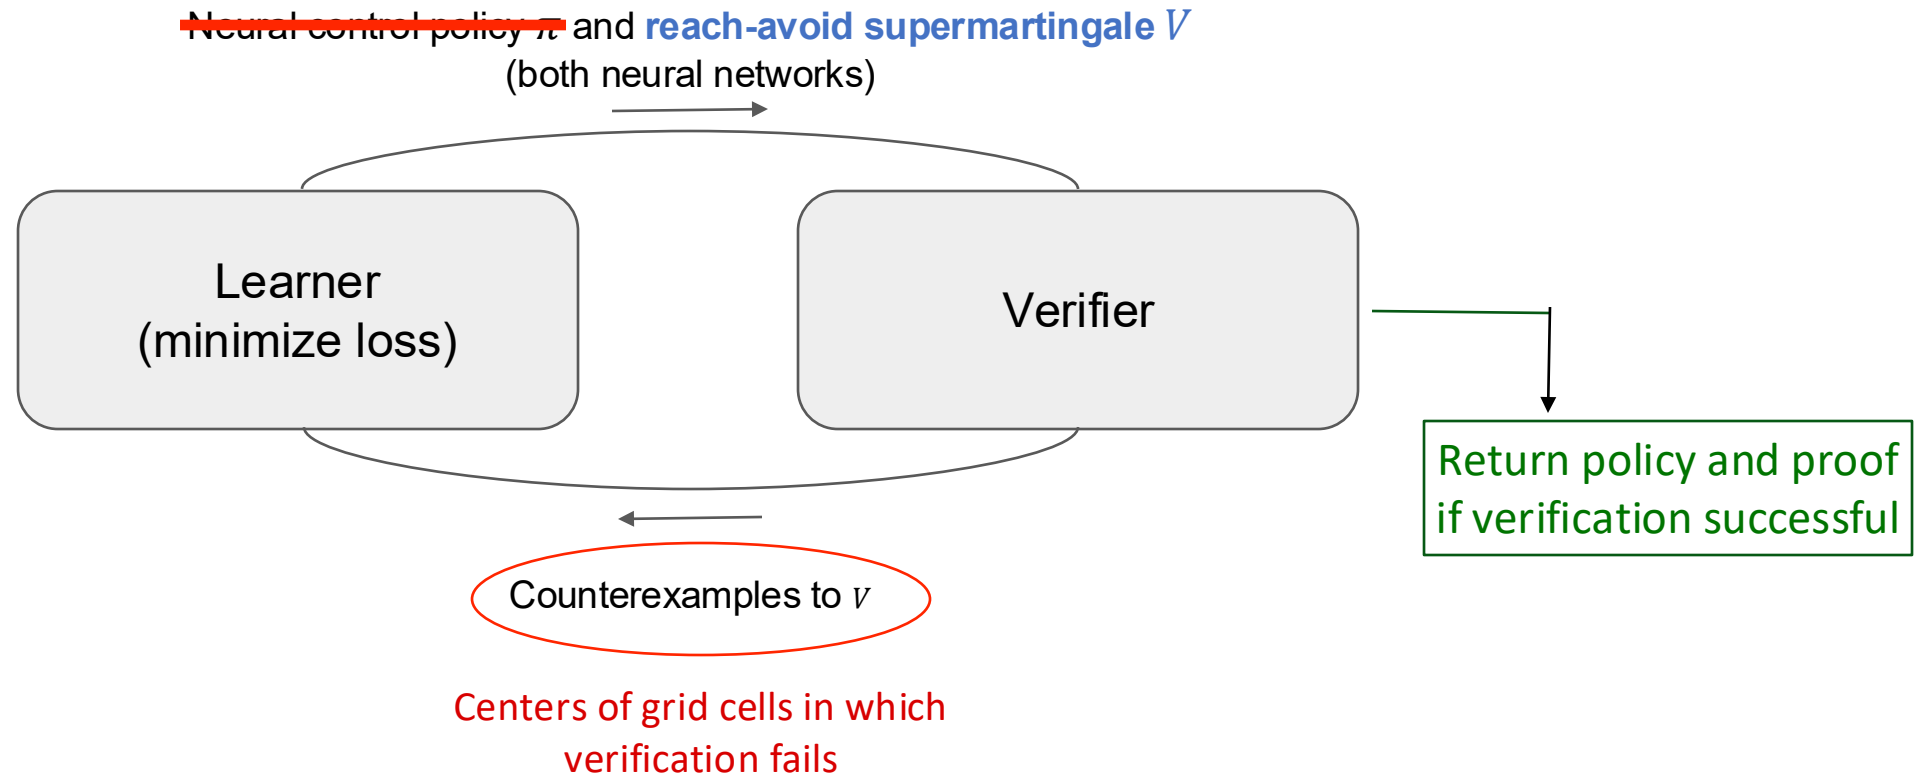 Neural control policy π and reach-avoid supermartingale V
(both neural networks)
Learner
(minimize loss)
Verifier
Return policy and proof
if verification successful
Counterexamples to V
Centers of grid cells in which
verification fails